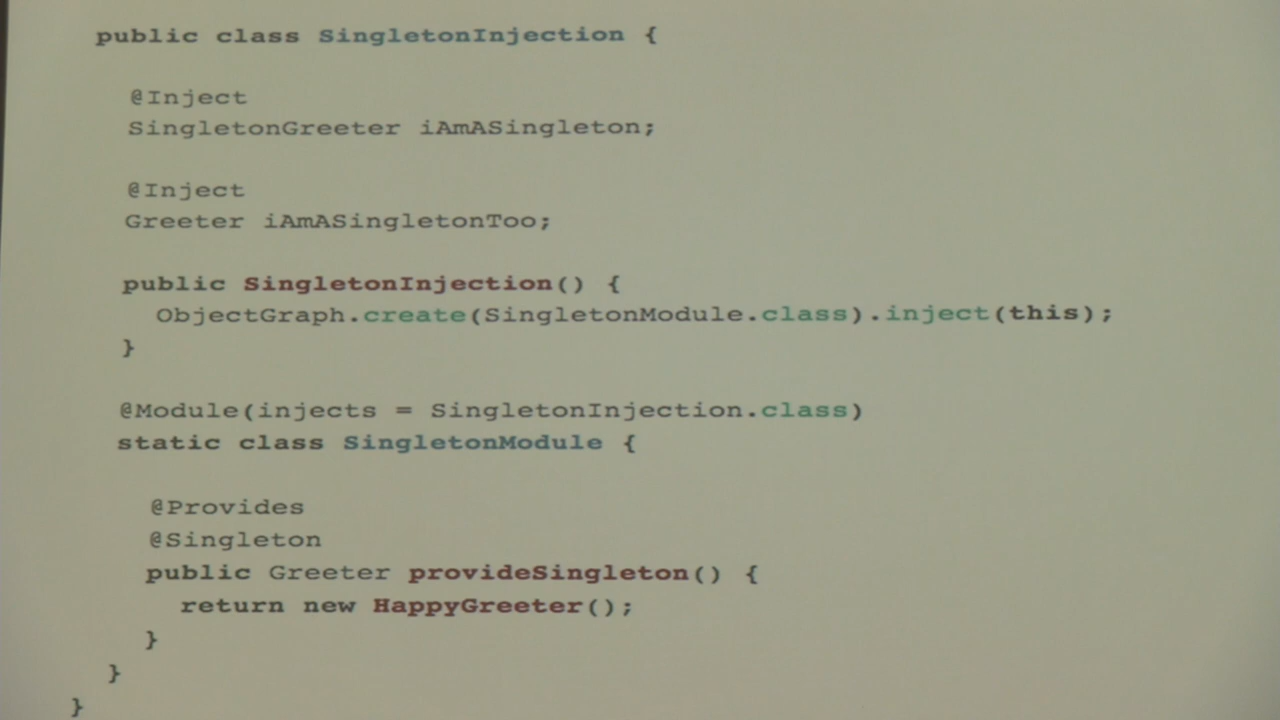 public class SingletonInjection {
@Inject
SingletonGreeter iAmASingleton;
@Inject
Greeter iAmASingletonToo;
public SingletonInjection() {
ObjectGraph.create(SingletonModule.class).inject(this);
}
@Module(injects = SingletonInjection.class)
static class SingletonModule {
@Provides
@Singleton
public Greeter provideSingleton() {
return new HappyGreeter();
}
}
}